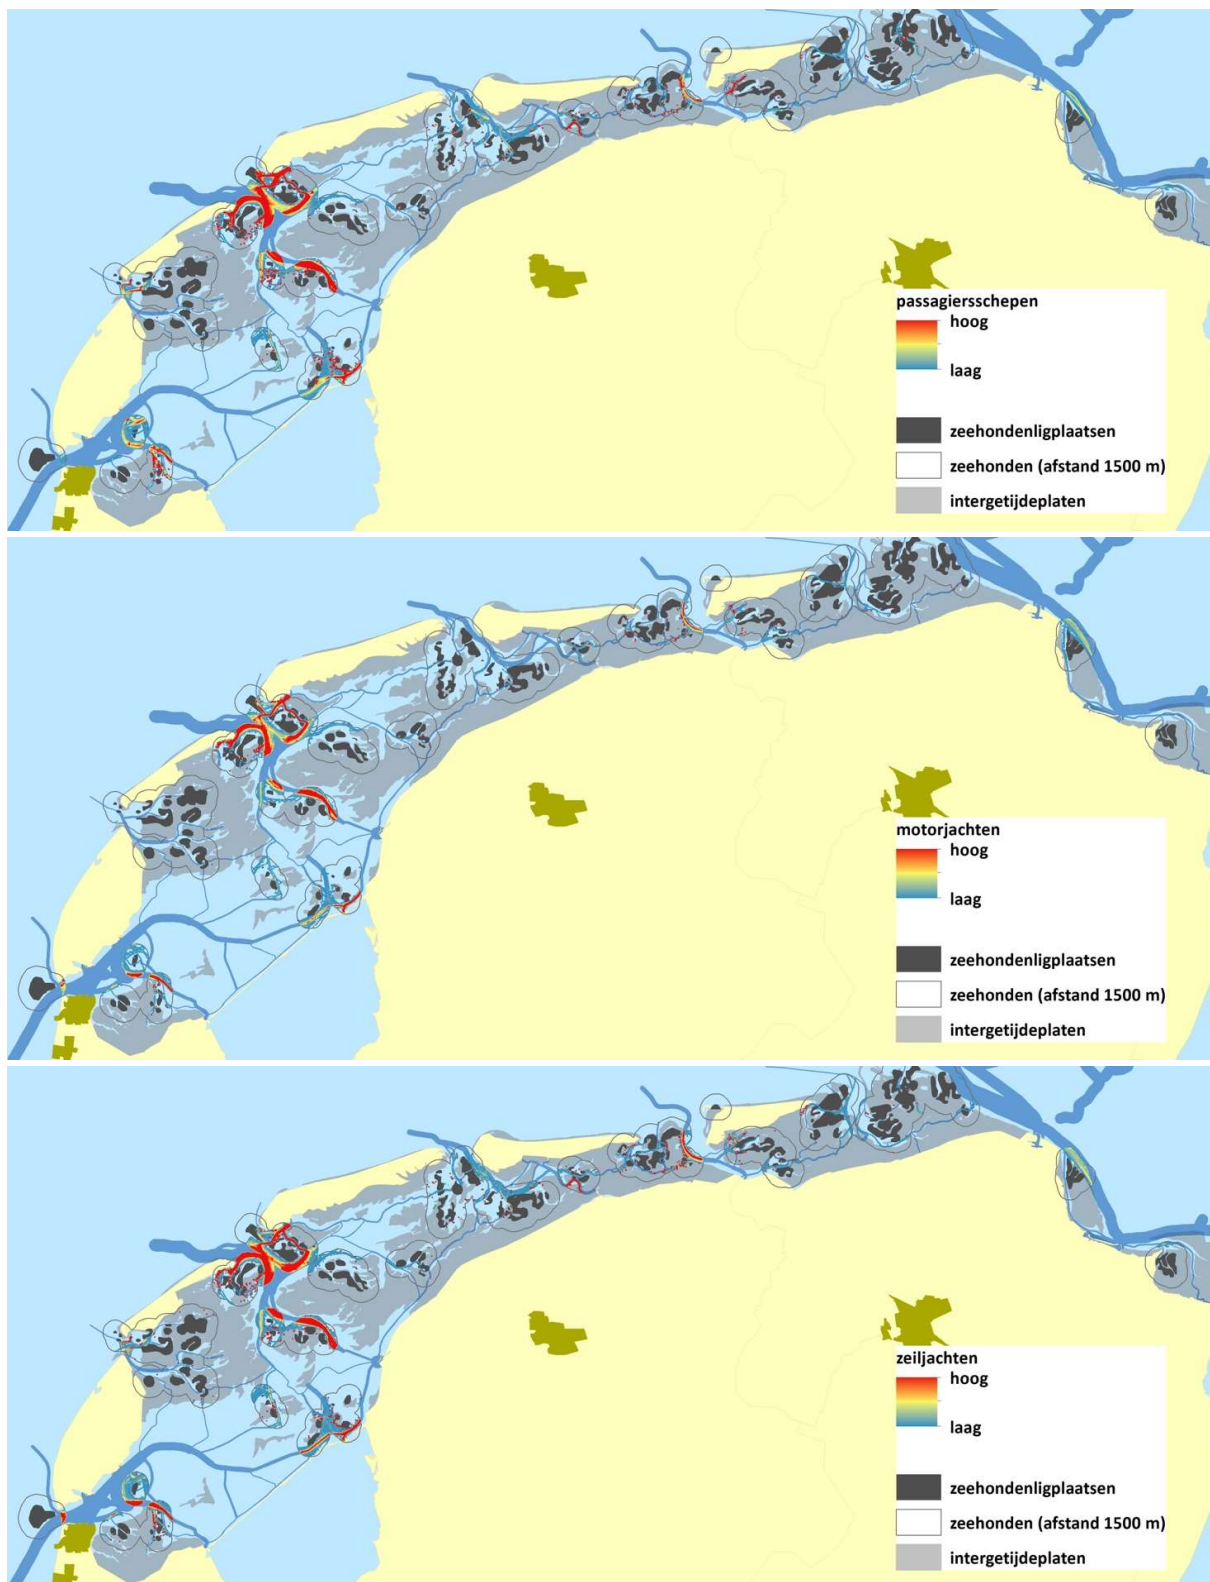 passagiersschepen
hoog
laag
zeehondenligplaatsen
zeehonden (afstand 1500 m)
intergetijdeplaten
motorjachten
hoog
laag
zeehondenligplaatsen
zeehonden (afstand 1500 m)
intergetijdeplaten
zeiljachten
hoog
laag
zeehondenligplaatsen
zeehonden (afstand 1500 m)
intergetijdeplaten